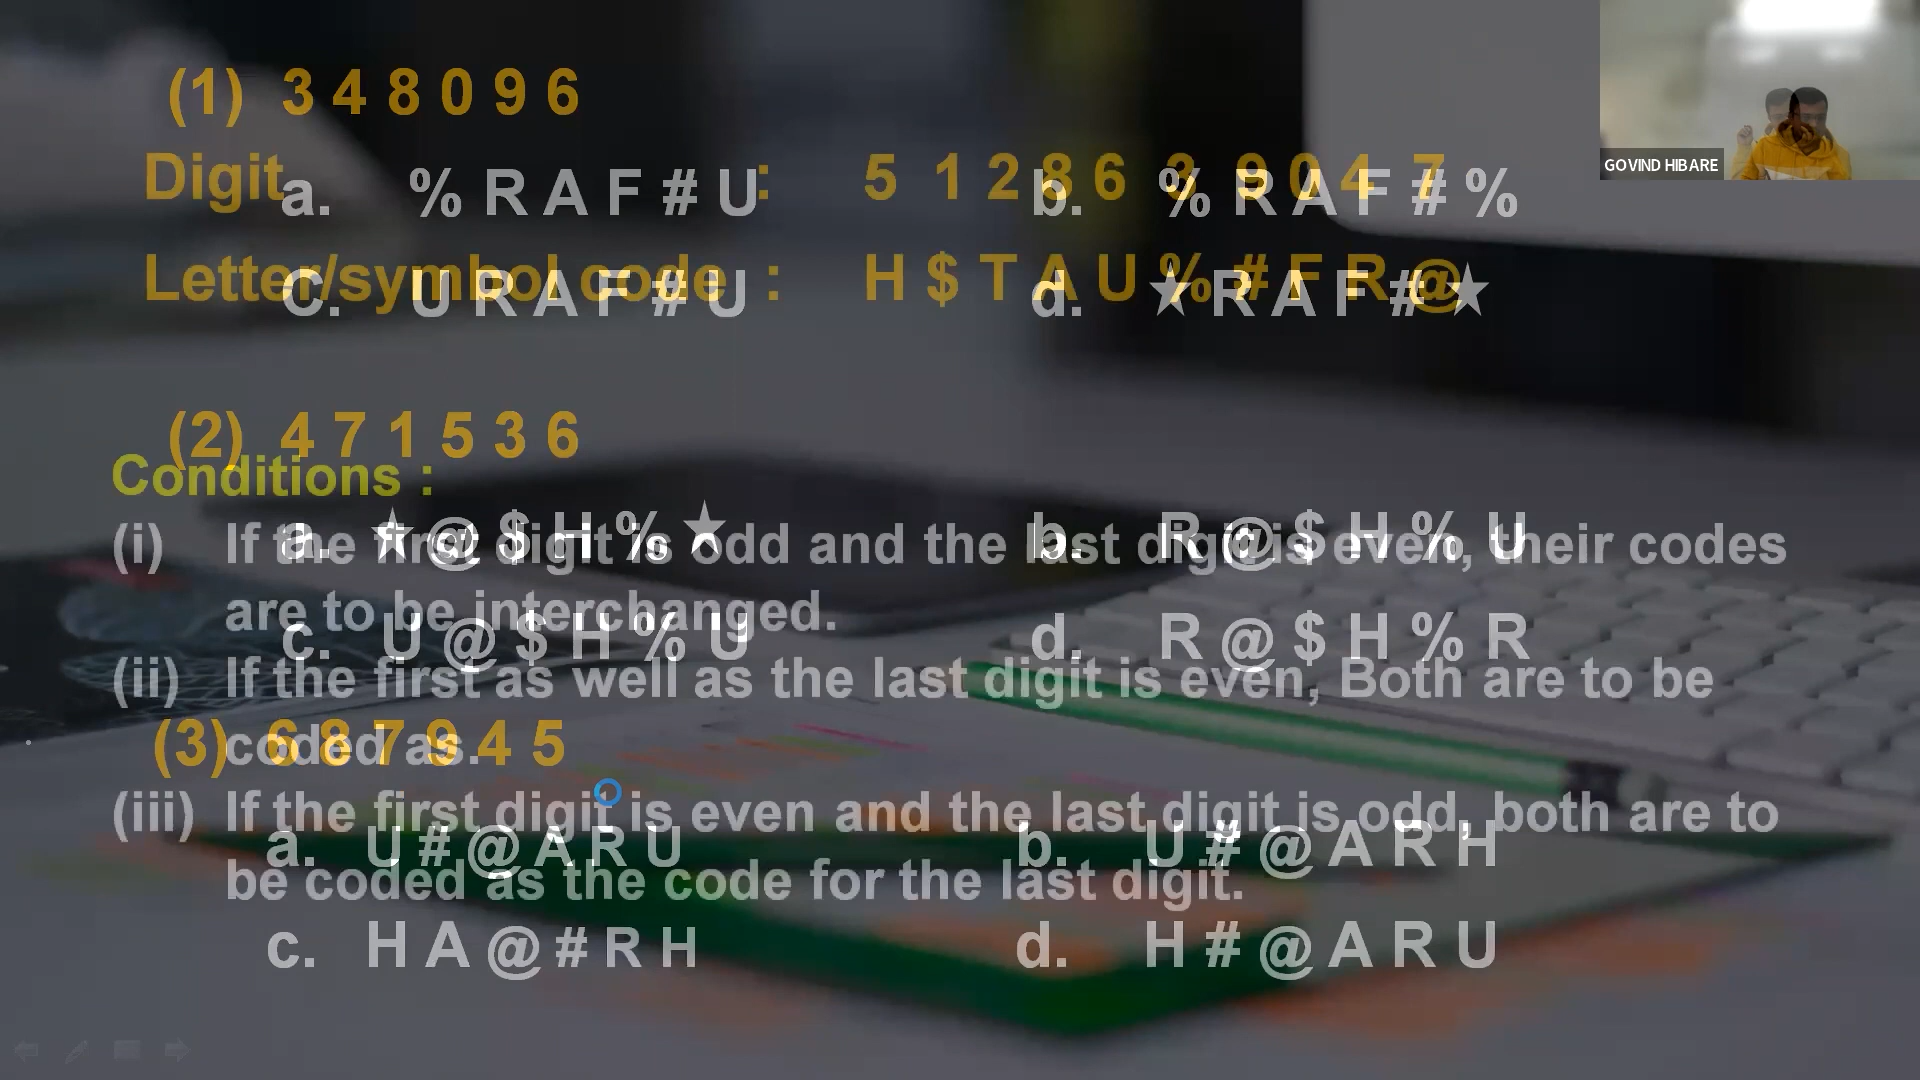 (1) 3 4 8 0 9 6
a. % R A F # U b. % R A F # %
C. U R A F # U d. ★ R A F # ★
(2) 4 7 1 5 3 6
a. ★ @ $ H % ★ b. R @ $ H % U
c. U @ $ H % U d. R @ $ H % R
(3) 6 8 7 9 4 5
a. U # @ A R U b. U # @ A R H
c. H A @ # R H d. H # @ A R U
Digit : 5 1 2 8 6 3 9 0 4 7
Letter/symbol code : H $ T A U % # F R @
Conditions :
(i) If the first digit is odd and the last digit is even, their codes
are to be interchanged.
(ii) If the first as well as the last digit is even, Both are to be
coded as.
(iii) If the first digit is even and the last digit is odd, both are to
be coded as the code for the last digit.
GOVIND HIBARE